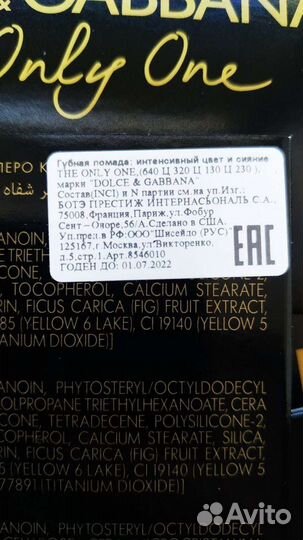 & GABBANA
Only One
ПЕРО К
Губная помада: интенсивный цвет и сияние
THE ONLY ONE,(640 Ц 320 Ц 130 Ц 230 ),
марки "DOLCE & GABBANA"
Состав(INCI) и N партии см.на уп.Изг.:
БОТЭ ПРЕСТИЖ ИНТЕРНАСЬОНАЛЬ С.А.,
75008,Франция,Париж,ул.Фобур
Сент-Оноре,56/А.Сделано в США.
Уп.пред.в РФ:ООО"Шисейдо (РУС)"
125167,г Москва,ул Викторенко,
д.5,стр.1.Арт.8546010
ГОДЕН ДО: 01.07.2022
EAC
TOCOPHEROL, CALCIUM STEARATE,
RIN, FICUS CARICA (FIG) FRUIT EXTRACT,
85 (YELLOW 6 LAKE), CI 19140 (YELLOW 5
TITANIUM DIOXIDE)]
ANOIN, PHYTOSTERYL/OCTYLDODECYL
OLPROPANE TRIETHYLHEXANOATE, CERA
CONE, TETRADECENE, POLYSILICONE-2,
TOCOPHEROL, CALCIUM STEARATE, SILICA,
RIN, FICUS CARICA (FIG) FRUIT EXTRACT,
(YELLOW 6 LAKE), CI 19140 (YELLOW 5
77891 (TITANIUM DIOXIDE)]
ANOIN, PHYTOSTERYL/OCTYLDODECYL
Avito